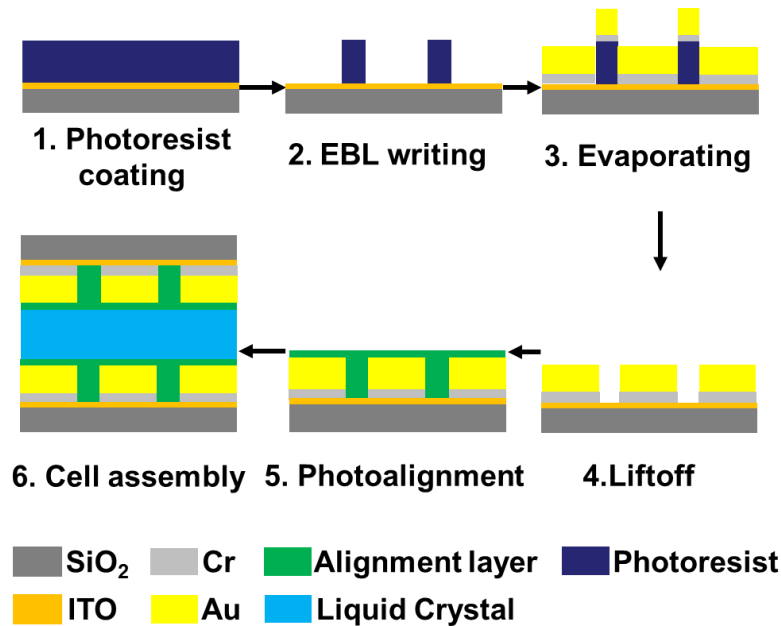 1. Photoresist
coating
2. EBL writing
3. Evaporating
6. Cell assembly
5. Photoalignment
4.Liftoff
SiO₂
Cr
Alignment layer
Photoresist
ITO
Au
Liquid Crystal